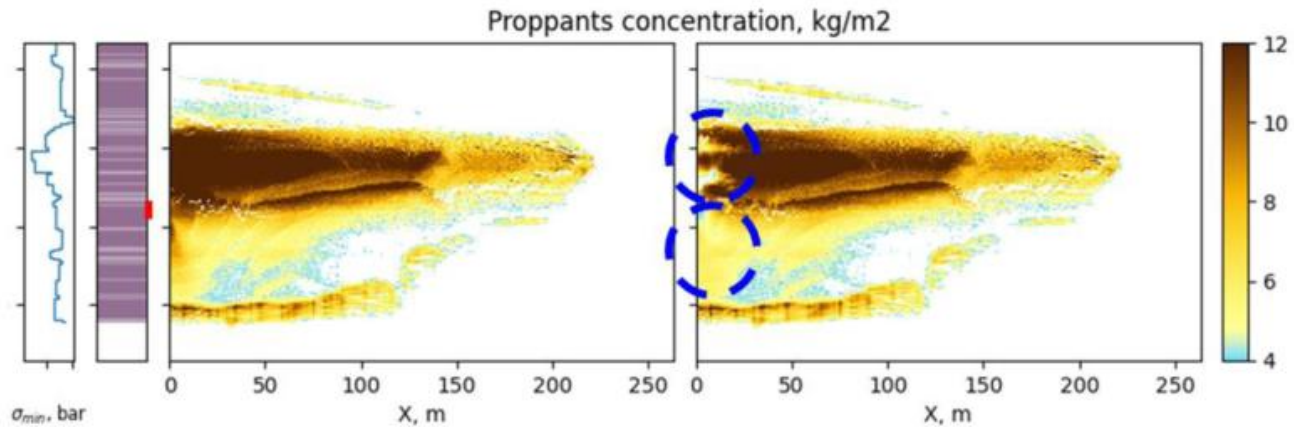 Proppants concentration, kg/m2
12
10
8
6
4
0 50 100 150 200 250
0 50 100 150 200 250
σmin, bar
X, m
X, m